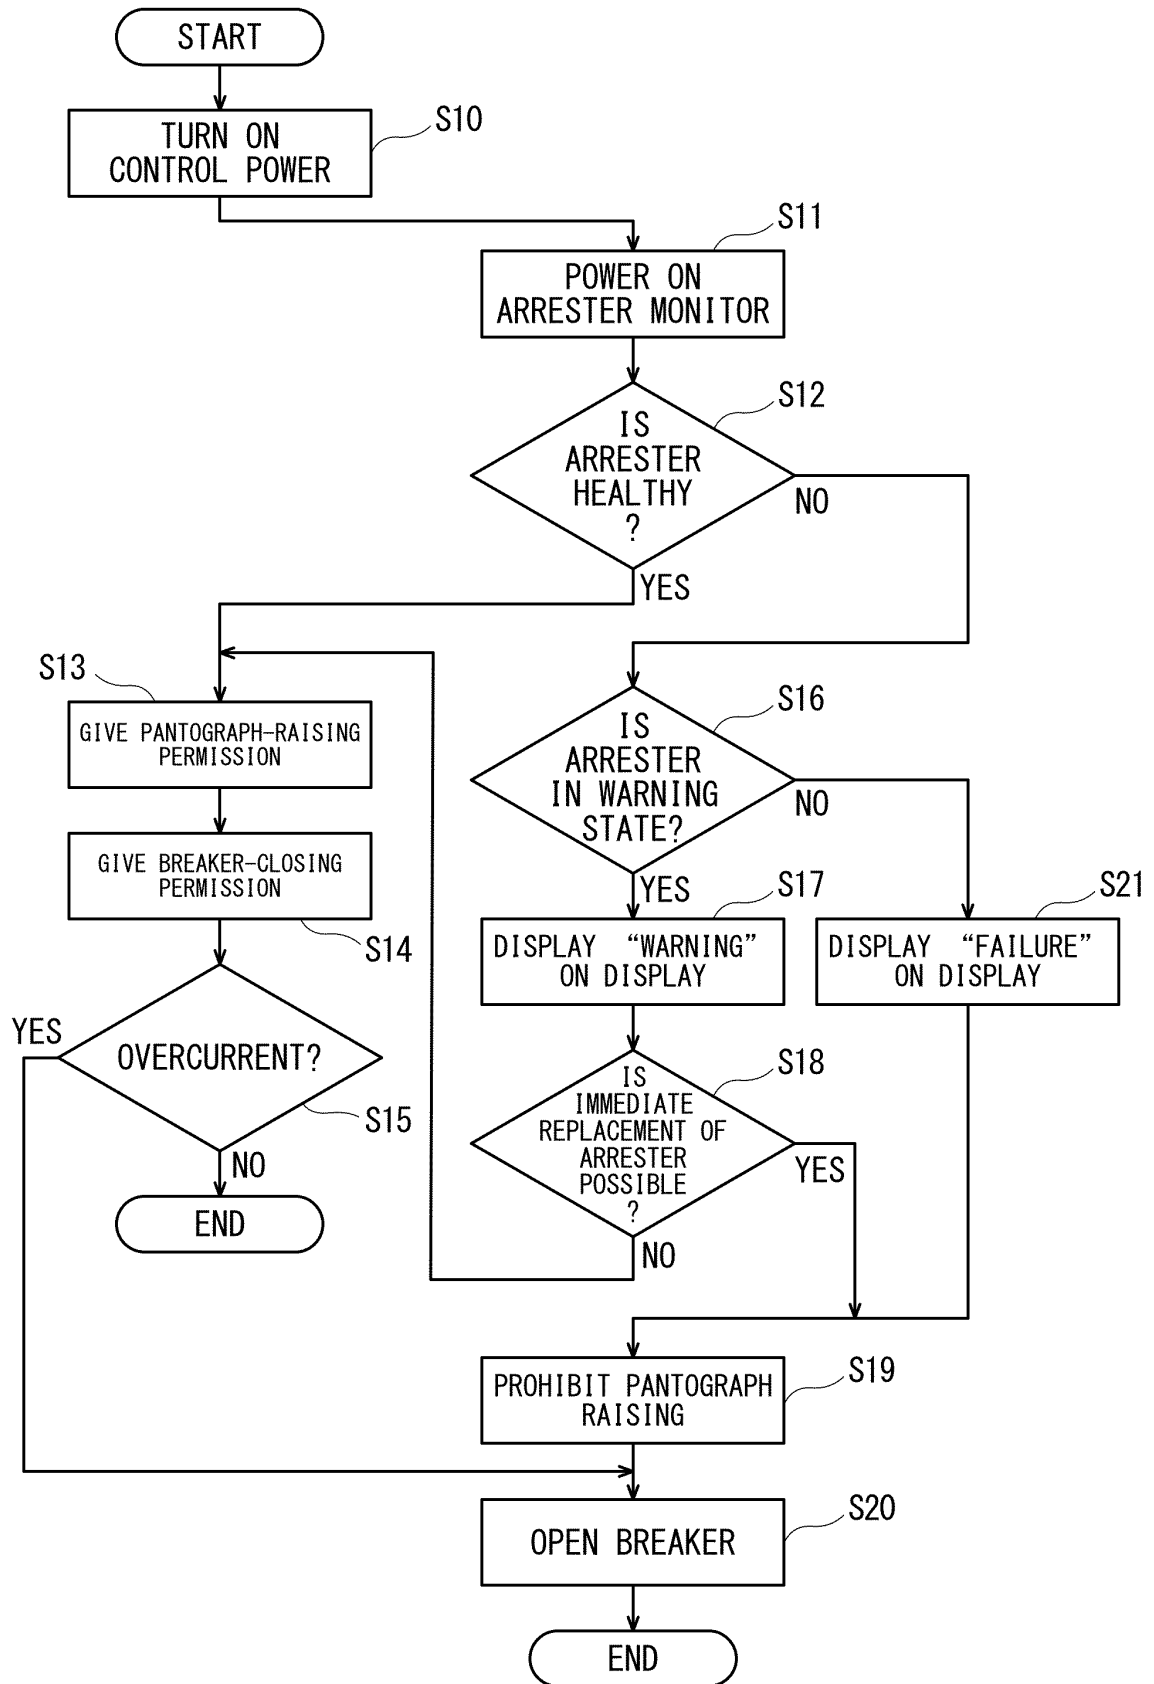 START
TURN ON
CONTROL POWER
S10
S11
POWER ON
ARRESTER MONITOR
S12
IS
ARRESTER
HEALTHY
?
NO
YES
S13
GIVE PANTOGRAPH-RAISING
PERMISSION
S16
IS
ARRESTER
IN WARNING
STATE?
NO
YES
GIVE BREAKER-CLOSING
PERMISSION
S14
S17
DISPLAY “WARNING”
ON DISPLAY
S21
DISPLAY “FAILURE”
ON DISPLAY
YES
OVERCURRENT?
S15
NO
END
S18
IS
IMMEDIATE
REPLACEMENT OF
ARRESTER
POSSIBLE
?
YES
NO
S19
PROHIBIT PANTOGRAPH
RAISING
S20
OPEN BREAKER
END